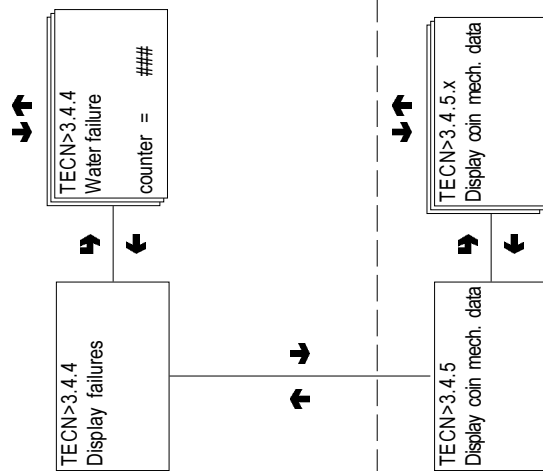 TECN>3.4.4
Display failures
TECN>3.4.4
Water failure
counter =    ###
TECN>3.4.5
Display coin mech. data
TECN>3.4.5.x
Display coin mech. data